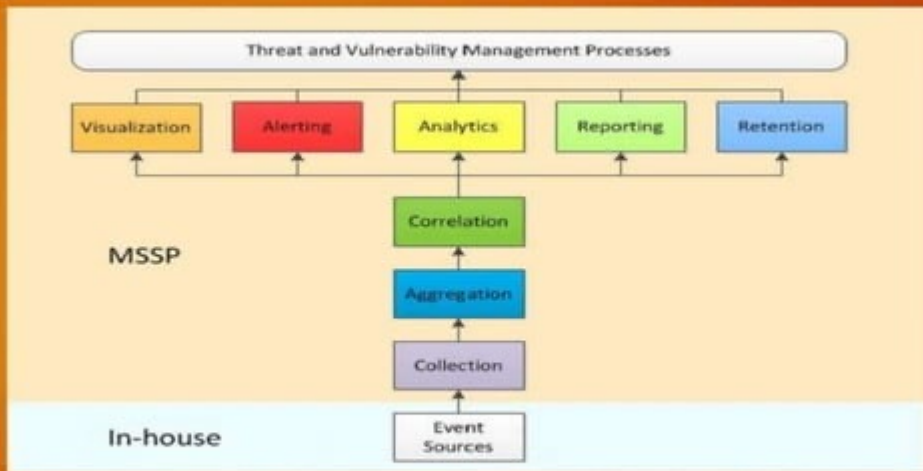 Threat and Vulnerability Management Processes
Visualization
Alerting
Analytics
Reporting
Retention
Correlation
MSSP
Aggregation
Collection
In-house
Event
Sources